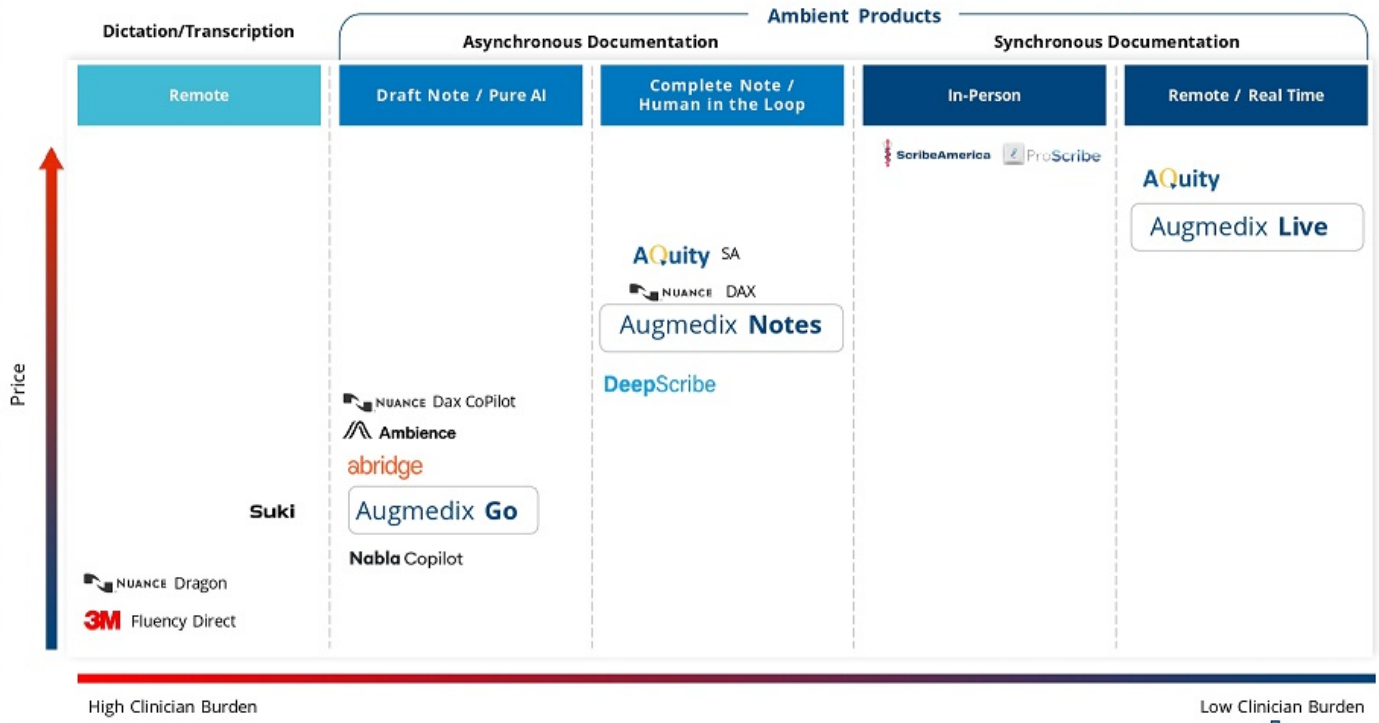 Ambient Products
Dictation/Transcription
Asynchronous Documentation
Synchronous Documentation
Remote
Draft Note / Pure AI
Complete Note /
Human in the Loop
In-Person
Remote / Real Time
ScribeAmerica
ProScribe
AQuity
Augmedix Live
AQuity SA
NUANCE DAX
Augmedix Notes
DeepScribe
NUANCE Dax CoPilot
Ambience
abridge
Suki
Augmedix Go
Nabla Copilot
NUANCE Dragon
3M Fluency Direct
Price
High Clinician Burden
Low Clinician Burden